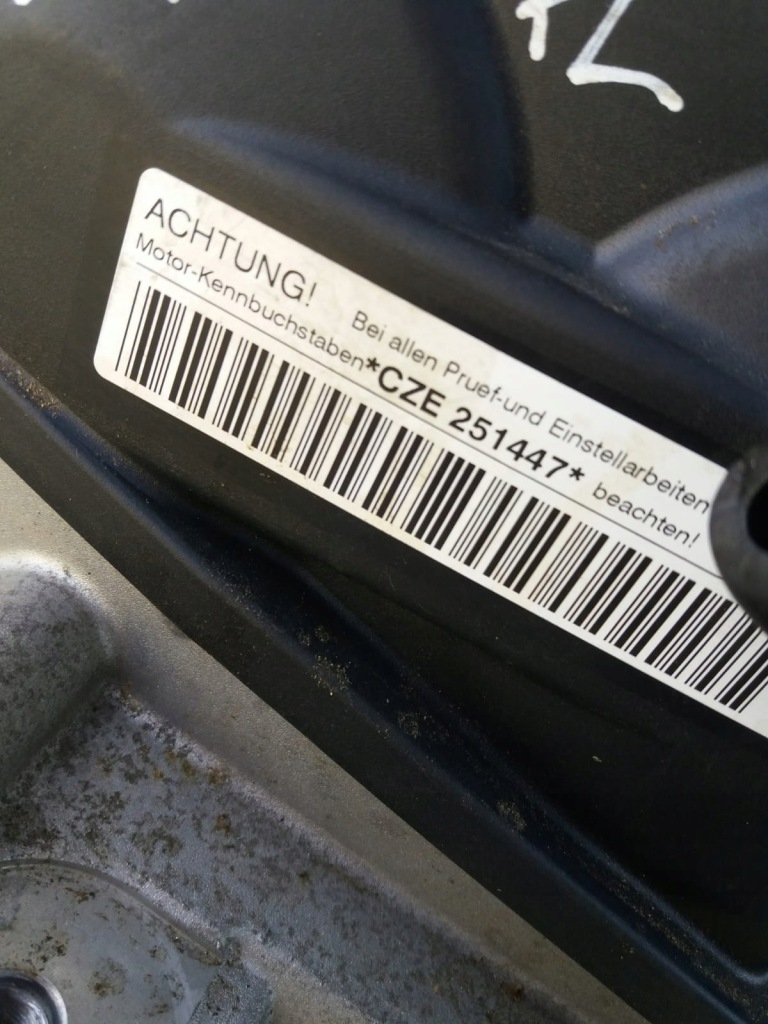 ACHTUNG! Bei allen Pruef-und Einstellarbeiten
Motor-Kennbuchstaben *CZE 251447* beachten!